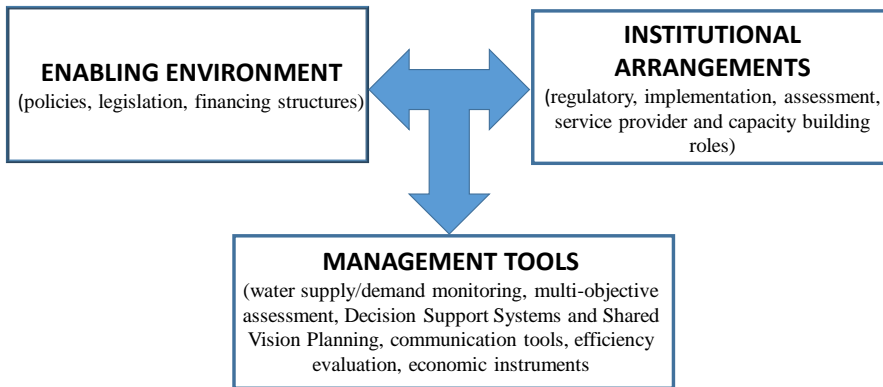 ENABLING ENVIRONMENT
(policies, legislation, financing structures)
INSTITUTIONAL
ARRANGEMENTS
(regulatory, implementation, assessment,
service provider and capacity building
roles)
MANAGEMENT TOOLS
(water supply/demand monitoring, multi-objective
assessment, Decision Support Systems and Shared
Vision Planning, communication tools, efficiency
evaluation, economic instruments